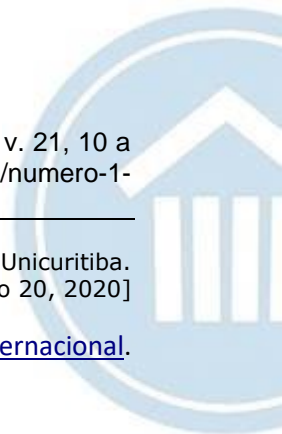 v. 21, 10 a
/numero-1-
Unicuritiba.
o 20, 2020]
ernacional.